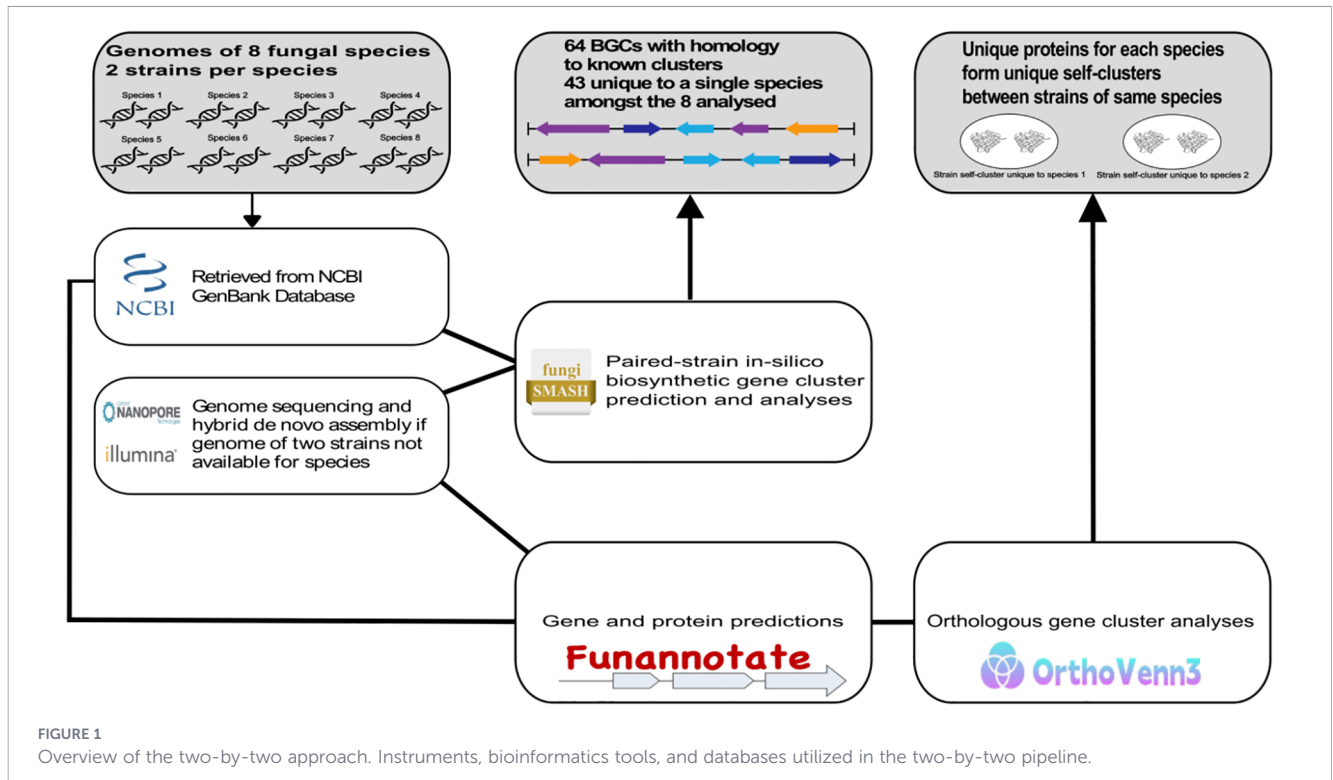 Genomes of 8 fungal species
2 strains per species
Species 1
Species 2
Species 3
Species 4
Species 5
Species 6
Species 7
Species 8
64 BGCs with homology
to known clusters
43 unique to a single species
amongst the 8 analysed
Unique proteins for each species
form unique self-clusters
between strains of same species
Strain self-cluster unique to species 1
Strain self-cluster unique to species 2
NCBI
Retrieved from NCBI
GenBank Database
Oxford
NANOPORE
Technologies
illumina®
Genome sequencing and
hybrid de novo assembly if
genome of two strains not
available for species
fungi
SMASH
Paired-strain in-silico
biosynthetic gene cluster
prediction and analyses
Gene and protein predictions
Funannotate
Orthologous gene cluster analyses
OrthoVenn3
FIGURE 1
Overview of the two-by-two approach. Instruments, bioinformatics tools, and databases utilized in the two-by-two pipeline.